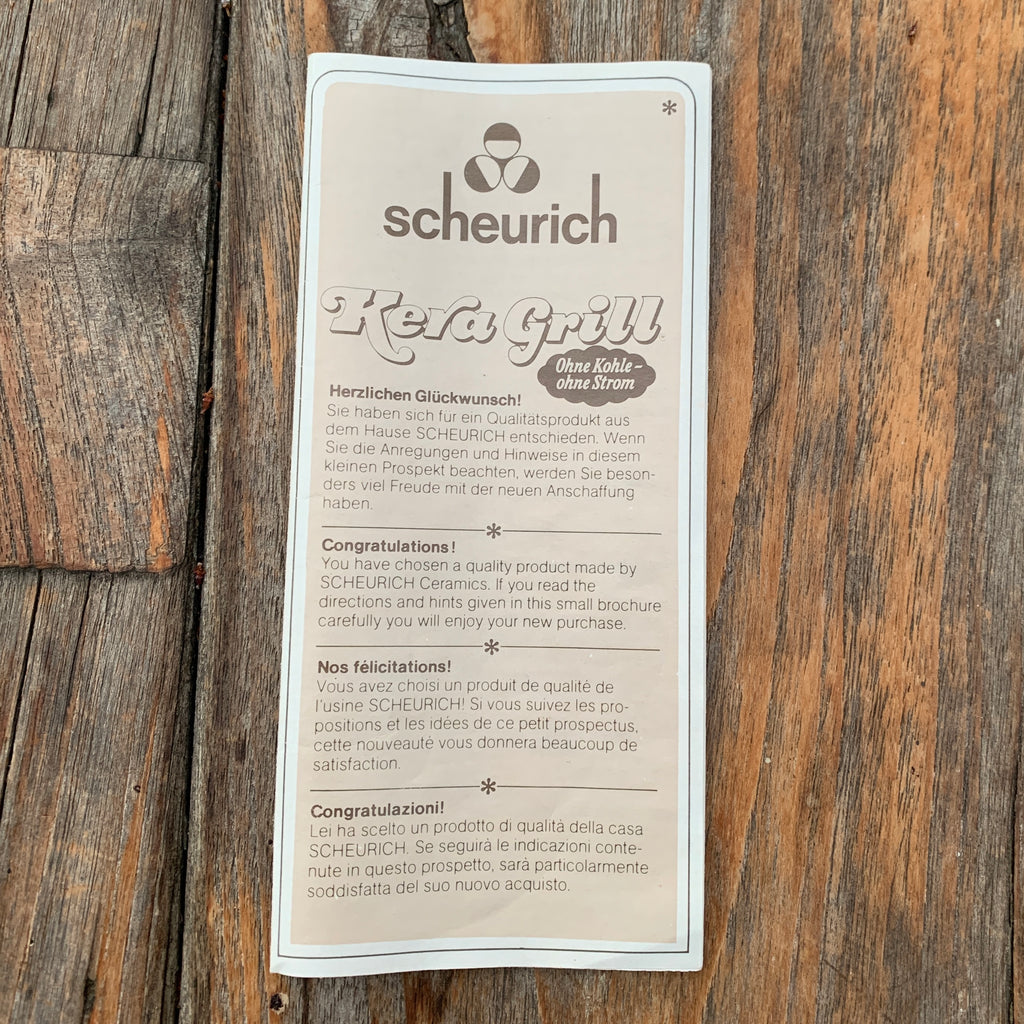 *
scheurich
Kera Grill
Ohne Kohle –
ohne Strom
Herzlichen Glückwunsch!
Sie haben sich für ein Qualitätsprodukt aus
dem Hause SCHEURICH entschieden. Wenn
Sie die Anregungen und Hinweise in diesem
kleinen Prospekt beachten, werden Sie beson-
ders viel Freude mit der neuen Anschaffung
haben.
*
Congratulations!
You have chosen a quality product made by
SCHEURICH Ceramics. If you read the
directions and hints given in this small brochure
carefully you will enjoy your new purchase.
*
Nos félicitations!
Vous avez choisi un produit de qualité de
l'usine SCHEURICH! Si vous suivez les pro-
positions et les idées de ce petit prospectus,
cette nouveauté vous donnera beaucoup de
satisfaction.
*
Congratulazioni!
Lei ha scelto un prodotto di qualità della casa
SCHEURICH. Se seguirà le indicazioni conte-
nute in questo prospetto, sarà particolarmente
soddisfatta del suo nuovo acquisto.